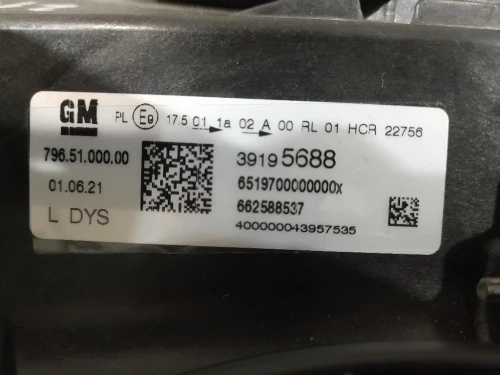 GM PL E9 17.5 01 1a 02 A 00 RL 01 HCR 22756
796.51.000.00 39195688
01.06.21 6519700000000X
L DYS 662588537
400000043957535